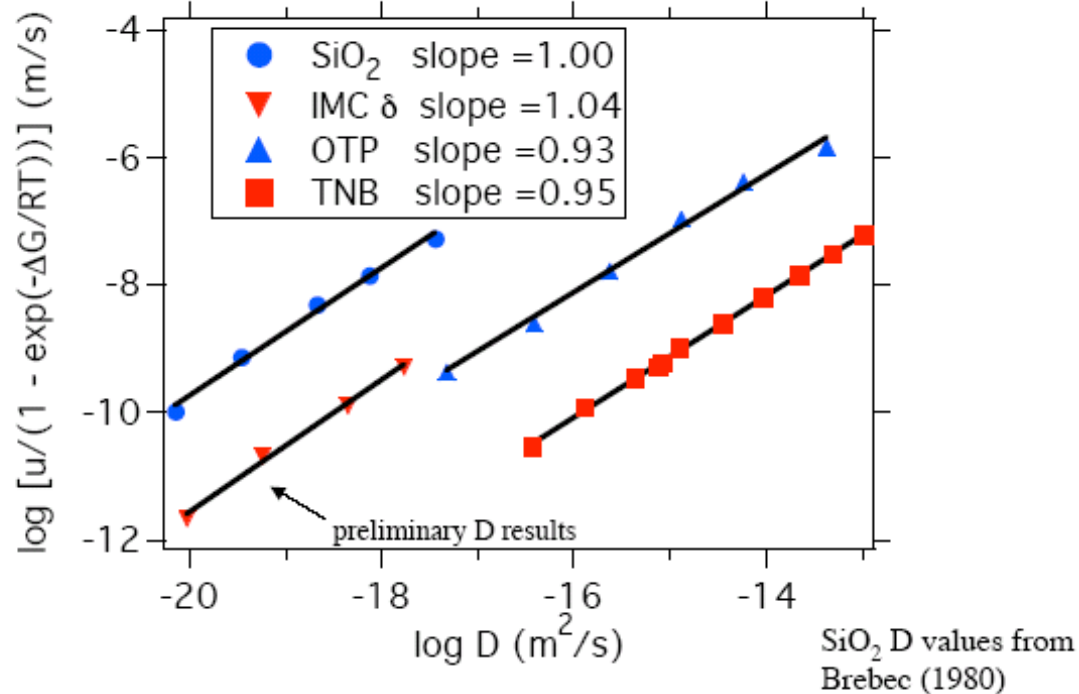 log [u/(1 - exp(-ΔG/RT))] (m/s)
-4
-6
-8
-10
-12
SiO₂ slope =1.00
IMC δ slope =1.04
OTP slope =0.93
TNB slope =0.95
preliminary D results
-20 -18 -16 -14
log D (m²/s)
SiO₂ D values from
Brebec (1980)